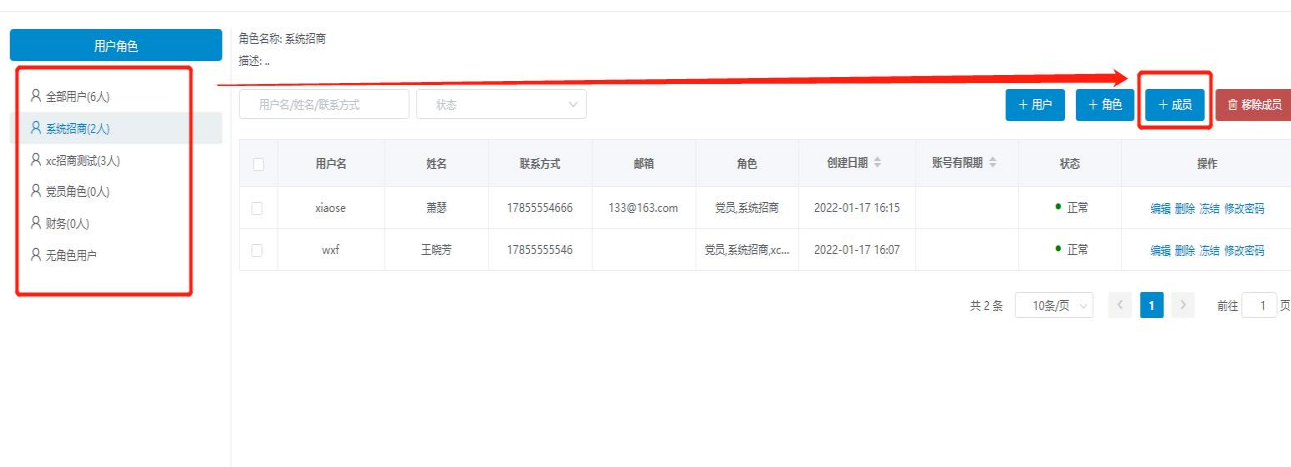 用户角色
全部用户(6人)
系统招商(2人)
xc招商测试(3人)
党员角色(0人)
财务(0人)
无角色用户
角色名称: 系统招商
描述: ..
用户名/姓名/联系方式 状态 + 用户 + 角色 + 成员 移除成员
用户名 姓名 联系方式 邮箱 角色 创建日期 账号有限期 状态 操作
xiaose 萧瑟 17855554666 133@163.com 党员,系统招商 2022-01-17 16:15 正常 编辑 删除 冻结 修改密码
wxf 王晓芳 17855555546 党员,系统招商,xc... 2022-01-17 16:07 正常 编辑 删除 冻结 修改密码
共 2 条 10条/页 1 前往 1 页